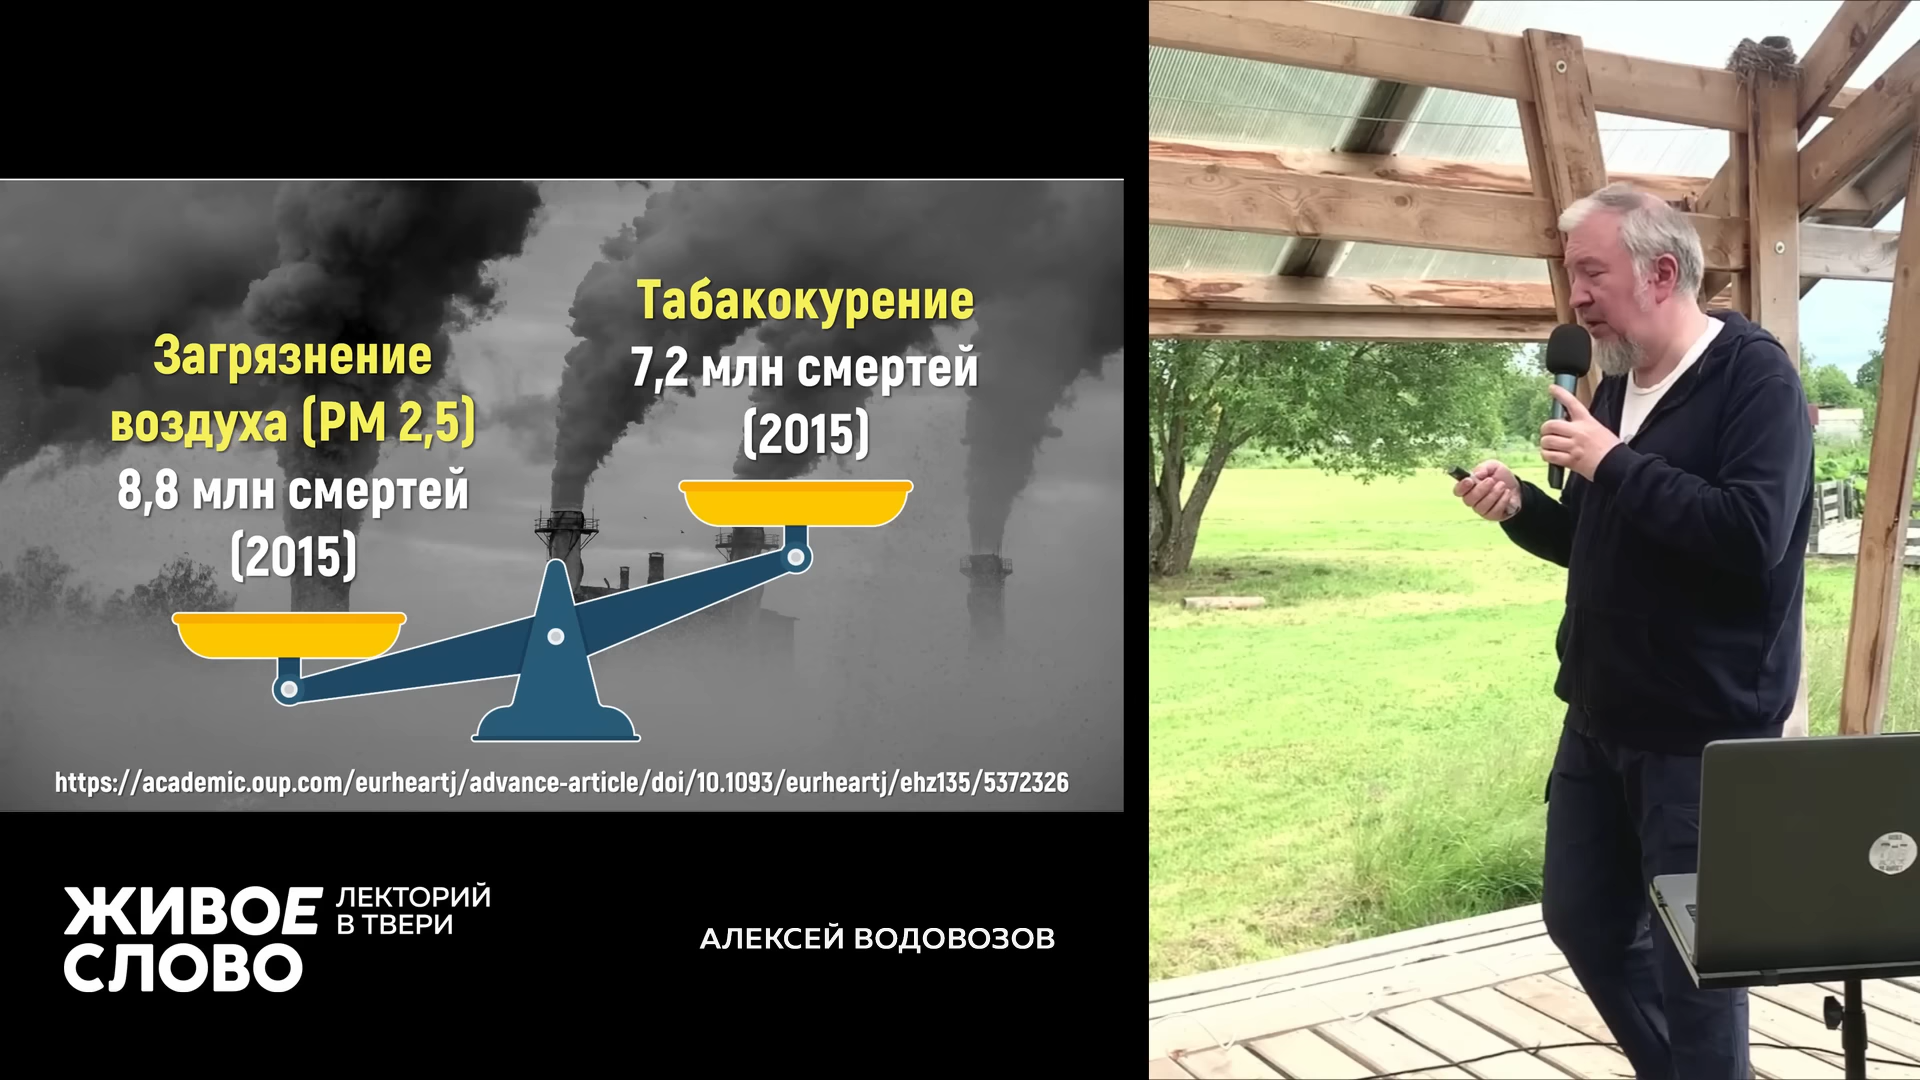 Загрязнение
воздуха (PM 2,5)
8,8 млн смертей
(2015)
Табакокурение
7,2 млн смертей
(2015)
https://academic.oup.com/eurheartj/advance-article/doi/10.1093/eurheartj/ehz135/5372326
ЖИВОЕ
СЛОВО
ЛЕКТОРИЙ
В ТВЕРИ
АЛЕКСЕЙ ВОДОВОЗОВ